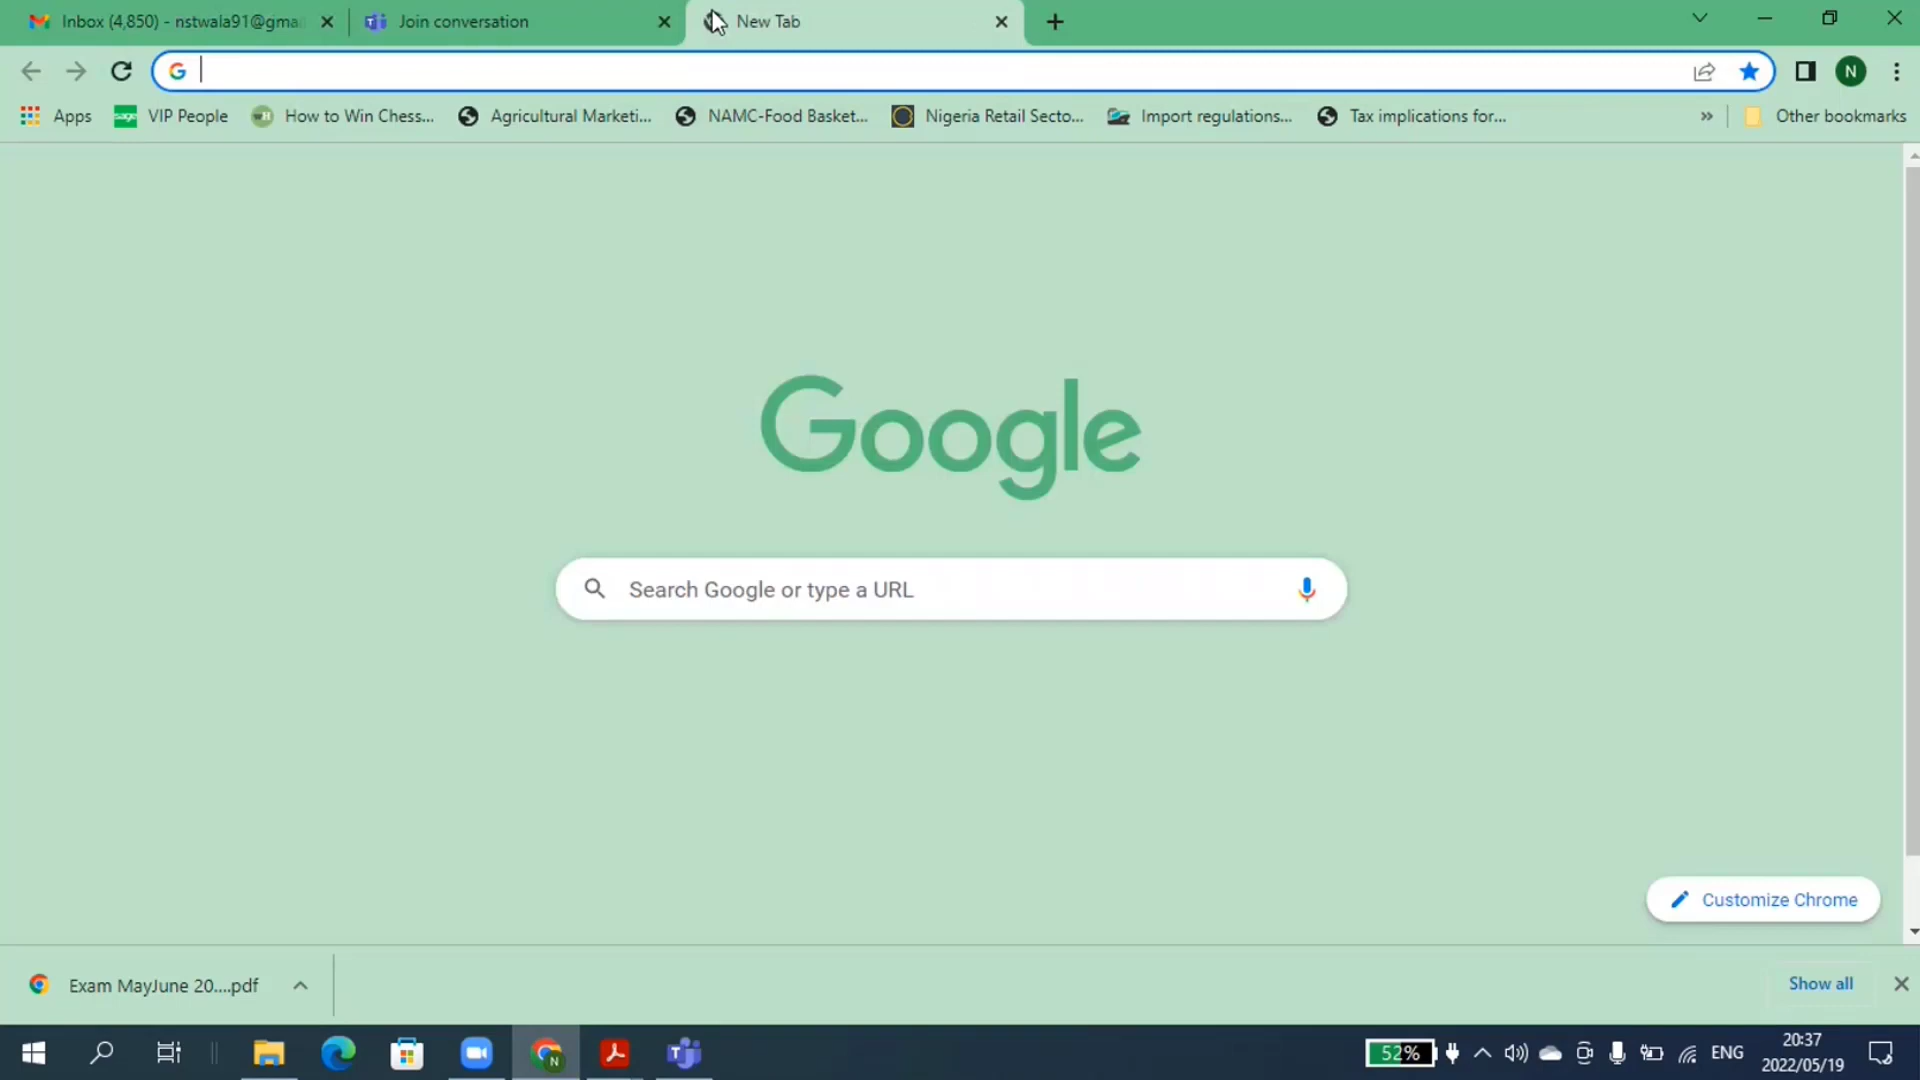 Inbox (4,850) - nstwala91@gma
Join conversation
New Tab
Apps
VIP People
How to Win Chess...
Agricultural Marketi...
NAMC-Food Basket...
Nigeria Retail Secto...
Import regulations...
Tax implications for...
Other bookmarks
Google
Search Google or type a URL
Customize Chrome
Exam MayJune 20....pdf
Show all
52%
ENG
20:37
2022/05/19